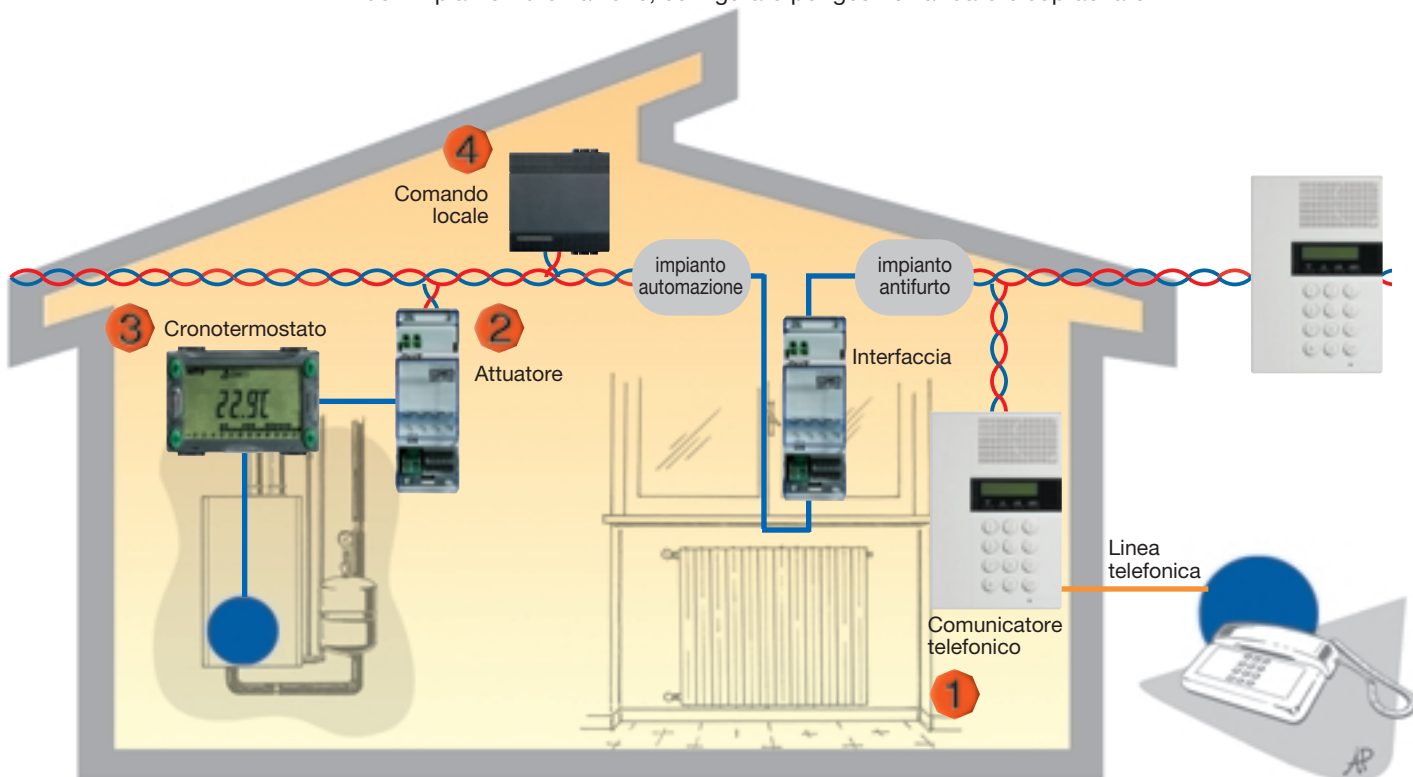 4
Comando
locale
impianto
automazione
impianto
antifurto
3
Cronotermostato
2
Attuatore
Interfaccia
22.9C
Linea
telefonica
Comunicatore
telefonico
1
AP